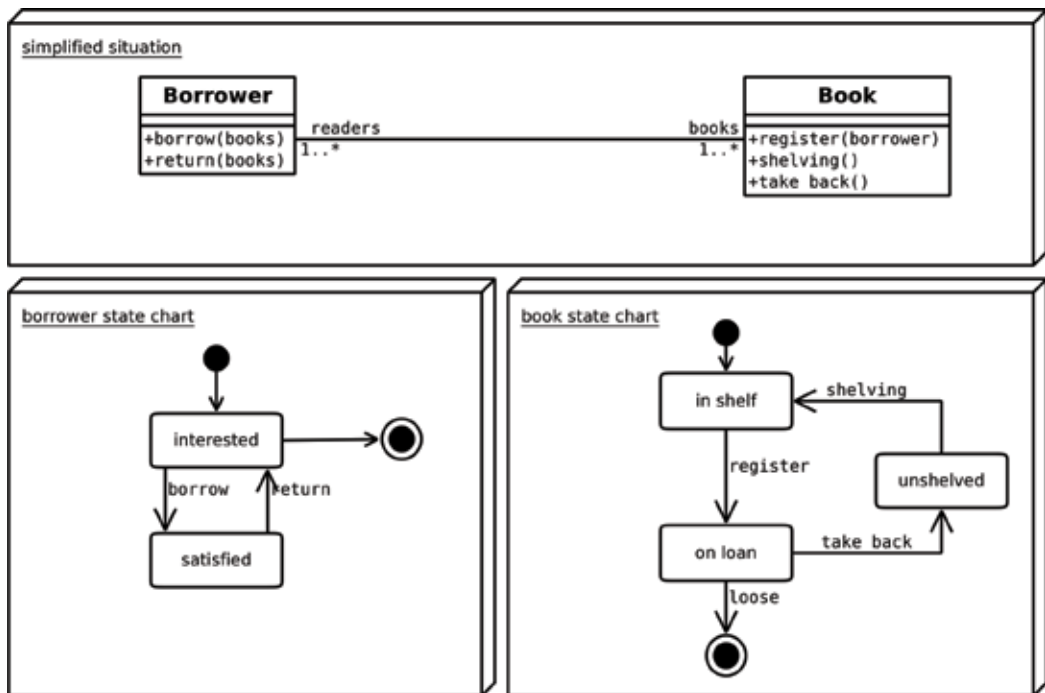 simplified situation
Borrower
+borrow(books)
+return(books)
readers
1..*
books
1..*
Book
+register(borrower)
+shelving()
+take back()
borrower state chart
interested
borrow
return
satisfied
book state chart
in shelf
shelving
register
unshelved
on loan
take back
loose